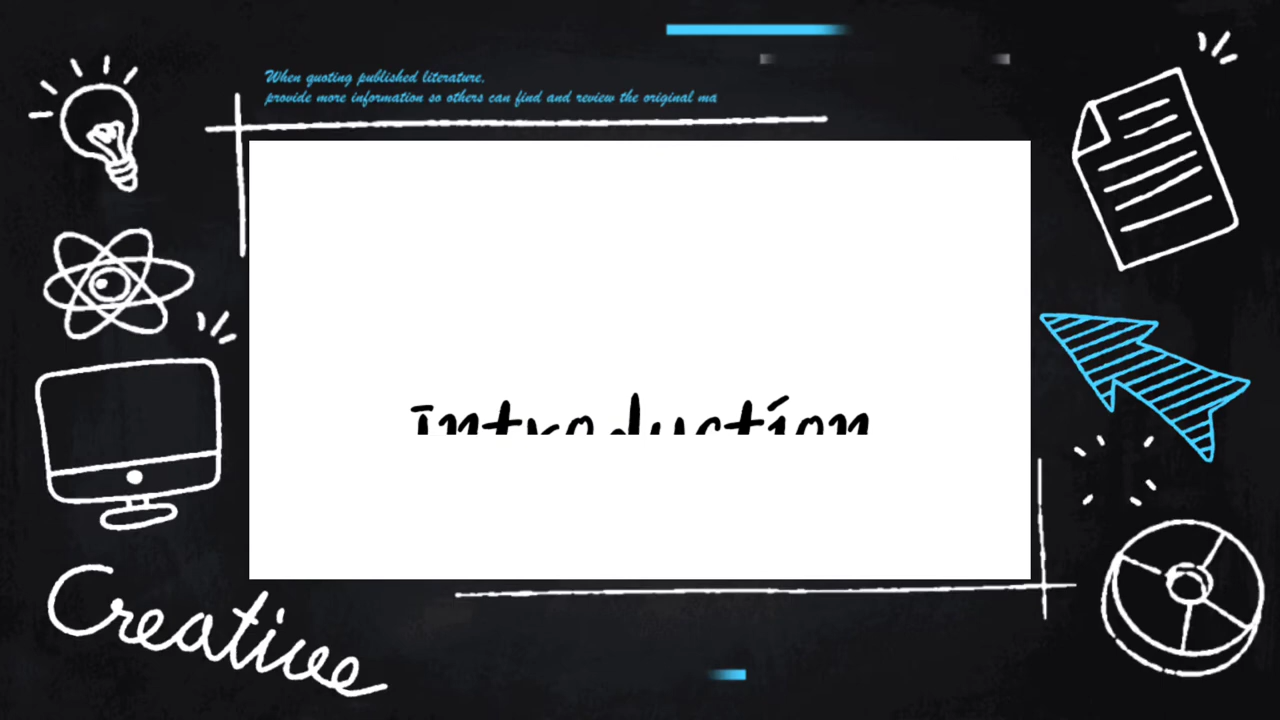 When quoting published literature,
provide more information so others can find and review the original ma
Introduction
Creative